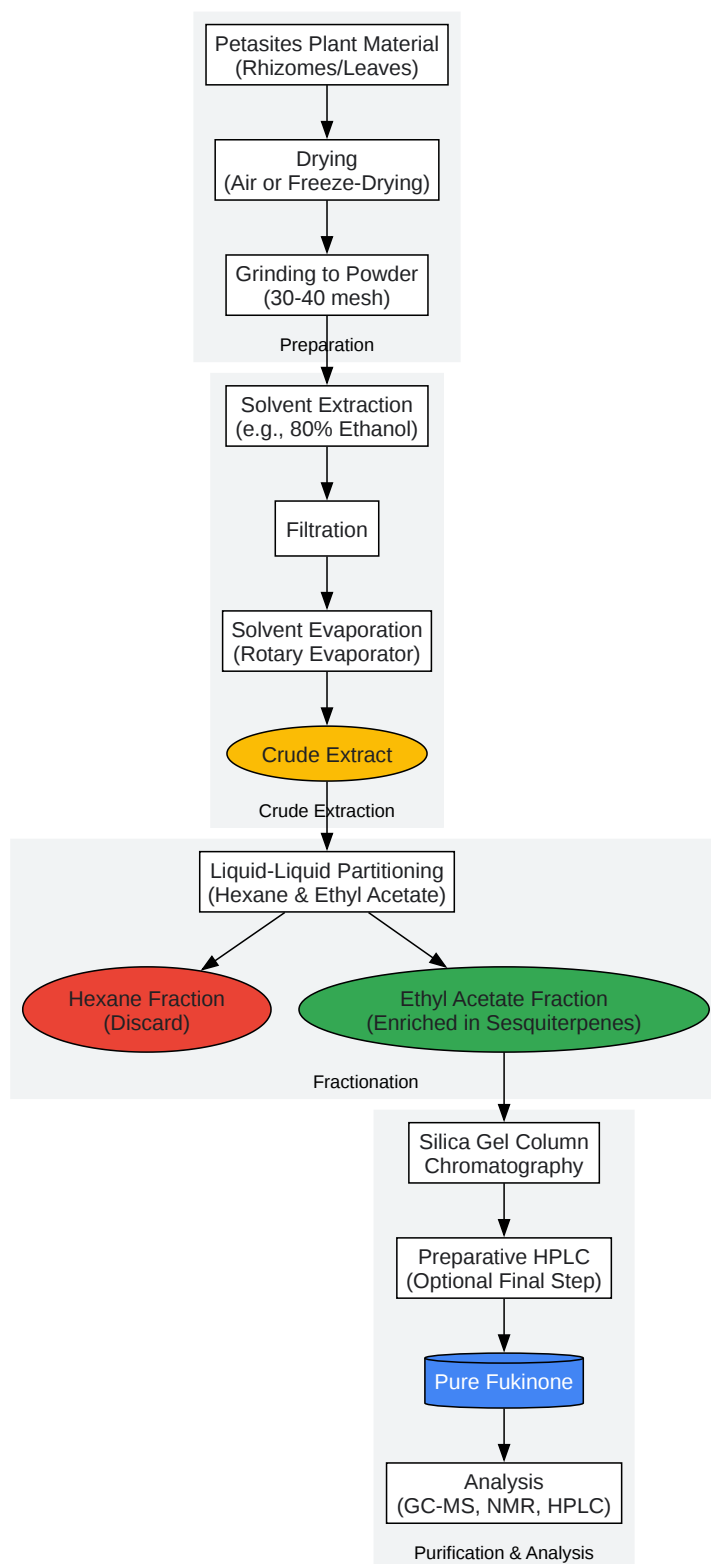 Petasites Plant Material
(Rhizomes/Leaves)
Drying
(Air or Freeze-Drying)
Grinding to Powder
(30-40 mesh)
Preparation
Solvent Extraction
(e.g., 80% Ethanol)
Filtration
Solvent Evaporation
(Rotary Evaporator)
Crude Extract
Crude Extraction
Liquid-Liquid Partitioning
(Hexane & Ethyl Acetate)
Hexane Fraction
(Discard)
Ethyl Acetate Fraction
(Enriched in Sesquiterpenes)
Fractionation
Silica Gel Column
Chromatography
Preparative HPLC
(Optional Final Step)
Pure Fukinone
Analysis
(GC-MS, NMR, HPLC)
Purification & Analysis